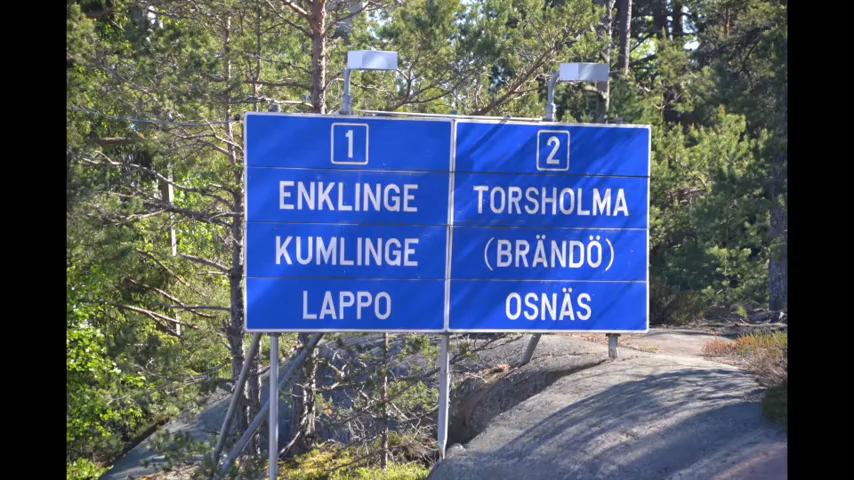 1
ENKLINGE
KUMLINGE
LAPPO
2
TORSHOLMA
(BRÄNDÖ)
OSNÄS